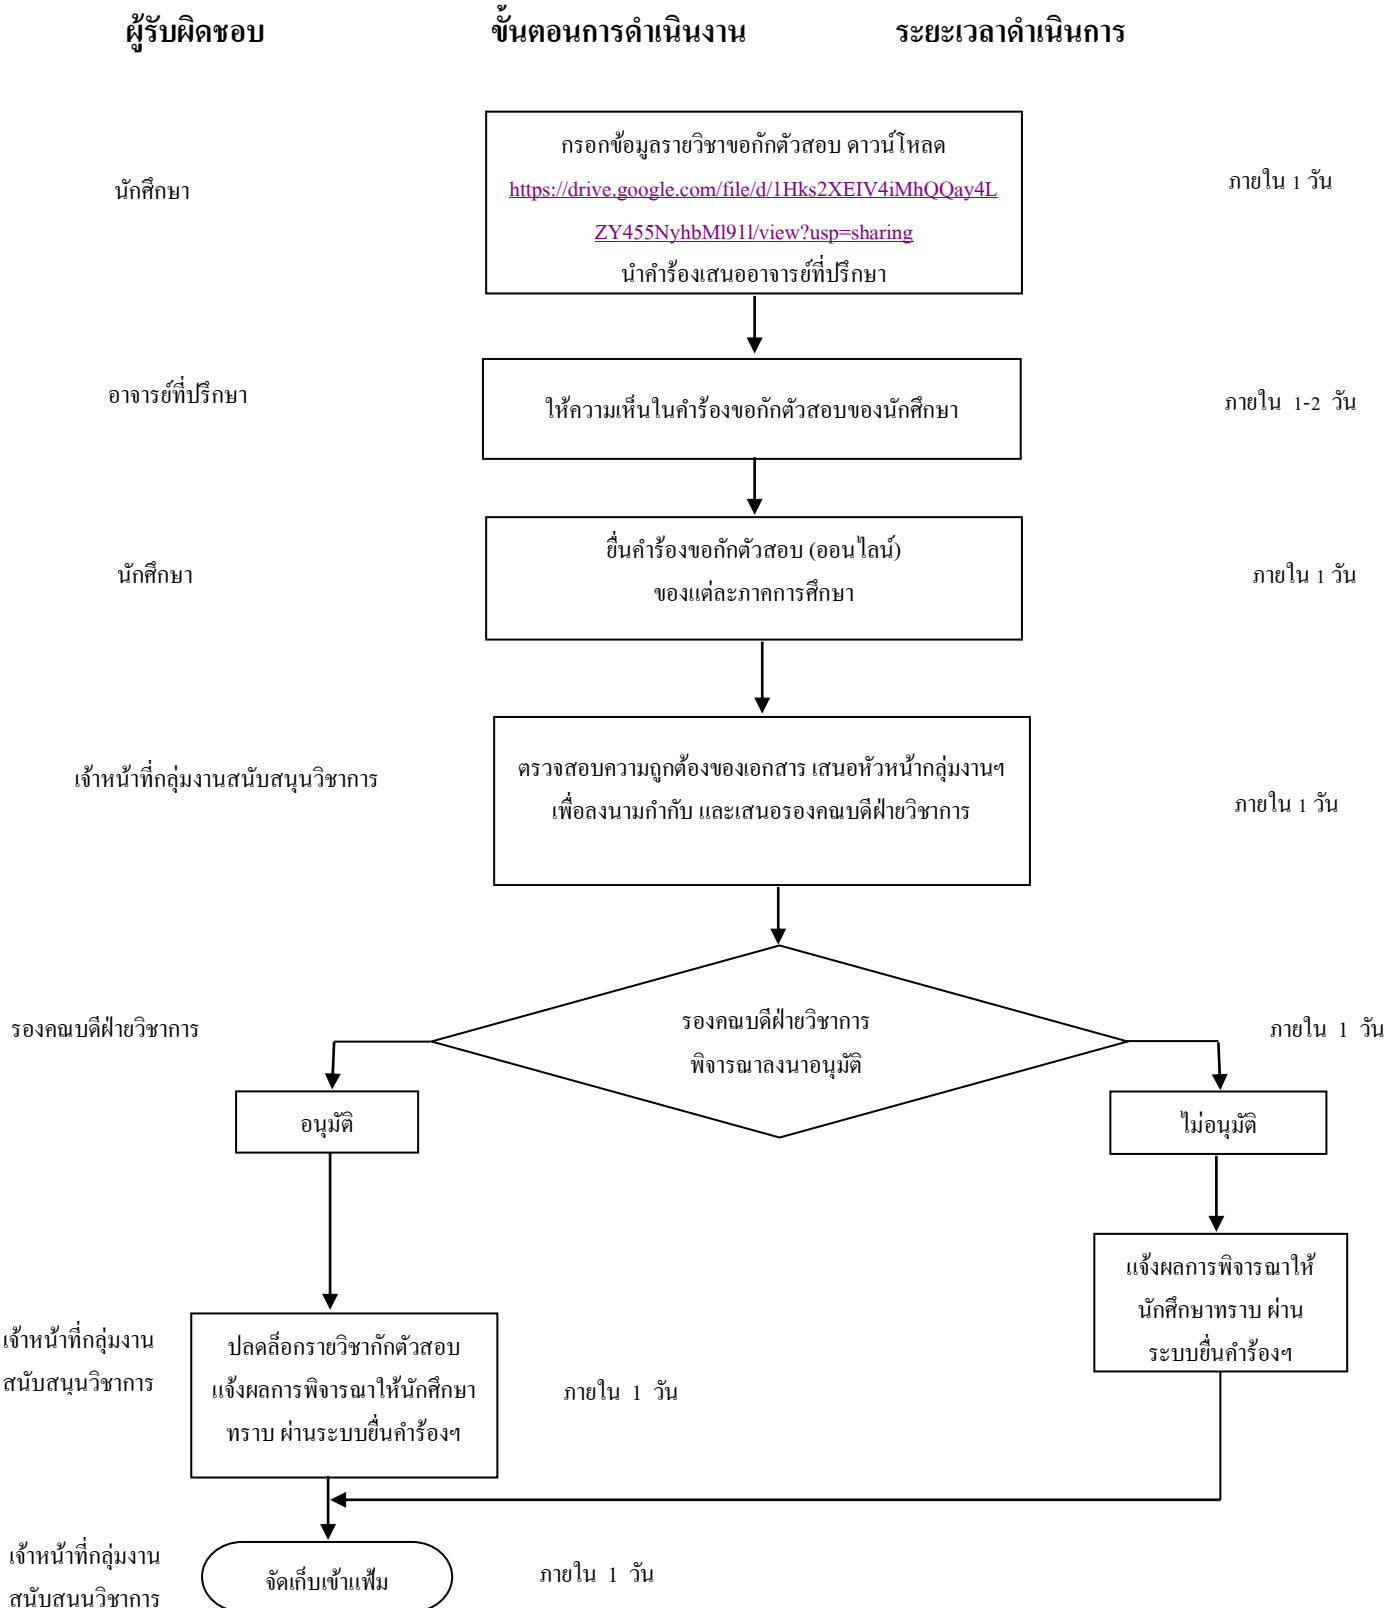 ผู้รับผิดชอบ ขั้นตอนการดำเนินงาน ระยะเวลาดำเนินการ
กรอกข้อมูลรายวิชาขอกักตัวสอบ ดาวน์โหลด
นักศึกษา
https://drive.google.com/file/d/1Hks2XEIV4iMhQQay4L
ภายใน 1 วัน
ZY455NyhbMl91l/view?usp=sharing
นำคำร้องเสนออาจารย์ที่ปรึกษา
อาจารย์ที่ปรึกษา
ให้ความเห็นในคำร้องขอกักตัวสอบของนักศึกษา
ภายใน 1-2 วัน
ยื่นคำร้องขอกักตัวสอบ (ออนไลน์)
นักศึกษา
ภายใน 1 วัน
ของแต่ละภาคการศึกษา
เจ้าหน้าที่กลุ่มงานสนับสนุนวิชาการ
ตรวจสอบความถูกต้องของเอกสาร เสนอหัวหน้ากลุ่มงานฯ
เพื่อลงนามกำกับ และเสนอรองคณบดีฝ่ายวิชาการ
ภายใน 1 วัน
รองคณบดีฝ่ายวิชาการ
รองคณบดีฝ่ายวิชาการ
พิจารณาลงนาอนุมัติ
ภายใน 1 วัน
อนุมัติ
ไม่อนุมัติ
แจ้งผลการพิจารณาให้
นักศึกษาทราบ ผ่าน
ระบบยื่นคำร้องฯ
เจ้าหน้าที่กลุ่มงาน
สนับสนุนวิชาการ
ปลดล็อกรายวิชากักตัวสอบ
แจ้งผลการพิจารณาให้นักศึกษา
ทราบ ผ่านระบบยื่นคำร้องฯ
ภายใน 1 วัน
เจ้าหน้าที่กลุ่มงาน
สนับสนุนวิชาการ
จัดเก็บเข้าแฟ้ม
ภายใน 1 วัน